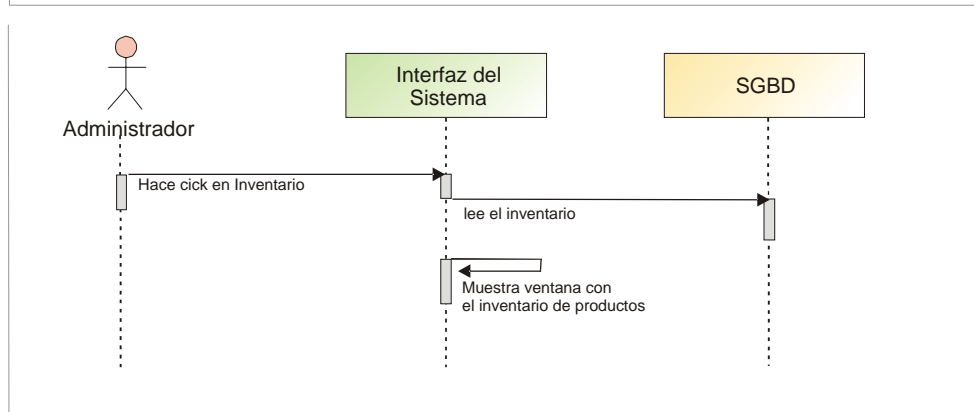 Interfaz del
Sistema
SGBD
Administrador
Hace cick en Inventario
lee el inventario
Muestra ventana con
el inventario de productos